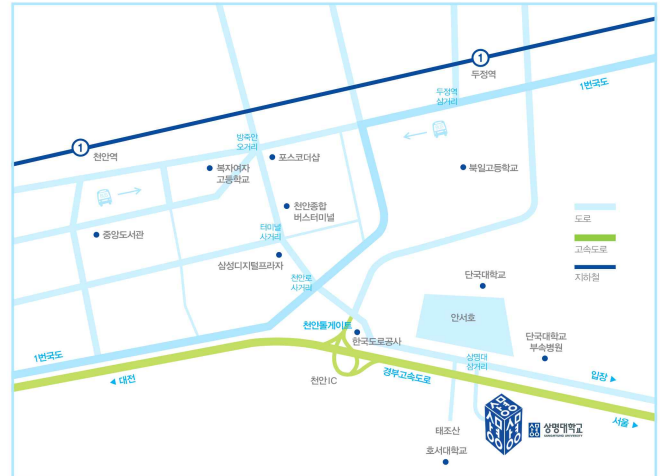 1
두정역
1번국도
두정역
삼거리
방죽안
오거리
1
천안역
복자여자
고등학교
포스코더샵
북일고등학교
천안종합
버스터미널
도로
중앙도서관
터미널
사거리
고속도로
삼성디지털프라자
지하철
천안로
사거리
단국대학교
안서호
천안톨게이트
한국도로공사
단국대학교
부속병원
1번국도
상명대
삼거리
◀ 대전
천안 IC
경부고속도로
입장 ▶
서울 ▶
태조산
상명대학교
SANGMYUNG UNIVERSITY
호서대학교